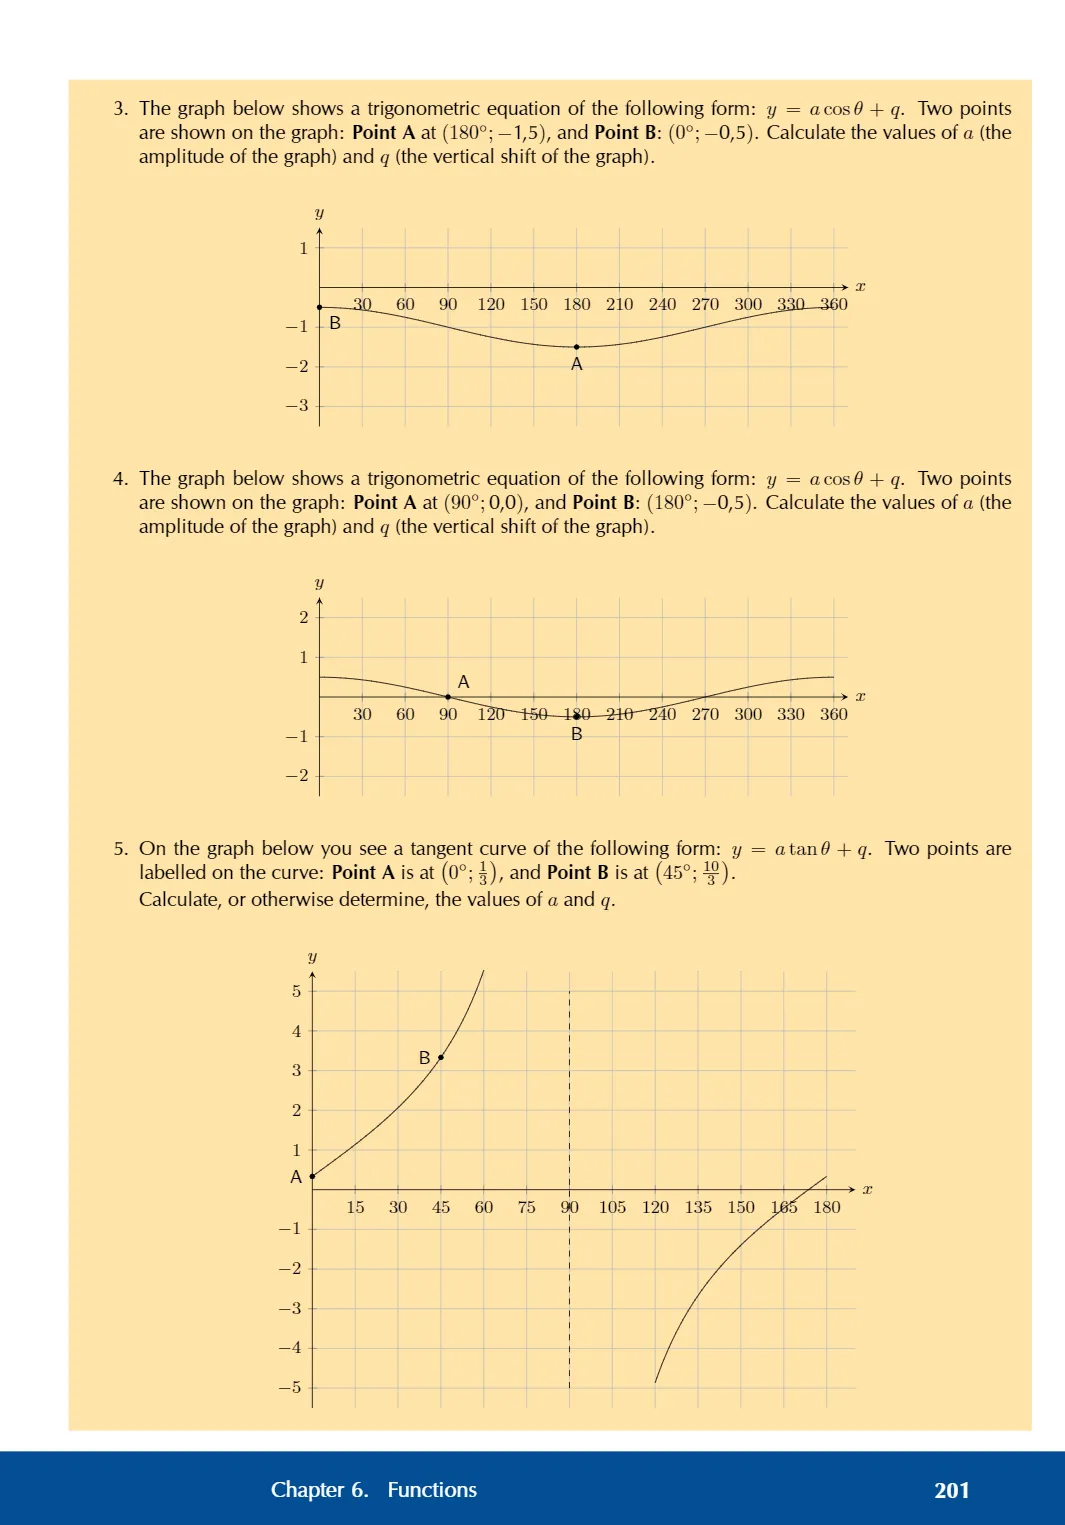 3. The graph below shows a trigonometric equation of the following form: y = a cos θ + q. Two points
are shown on the graph: Point A at (180°; −1,5), and Point B: (0°; −0,5). Calculate the values of a (the
amplitude of the graph) and q (the vertical shift of the graph).
y
1
x
30 60 90 120 150 180 210 240 270 300 330 360
B
−1
A
−2
−3
4. The graph below shows a trigonometric equation of the following form: y = a cos θ + q. Two points
are shown on the graph: Point A at (90°; 0,0), and Point B: (180°; −0,5). Calculate the values of a (the
amplitude of the graph) and q (the vertical shift of the graph).
y
2
1
A
x
30 60 90 120 150 180 210 240 270 300 330 360
B
−1
−2
5. On the graph below you see a tangent curve of the following form: y = a tan θ + q. Two points are
labelled on the curve: Point A is at (0°; 1/3), and Point B is at (45°; 10/3).
Calculate, or otherwise determine, the values of a and q.
y
5
4
B
3
2
1
A
x
15 30 45 60 75 90 105 120 135 150 165 180
−1
−2
−3
−4
−5
Chapter 6. Functions 201